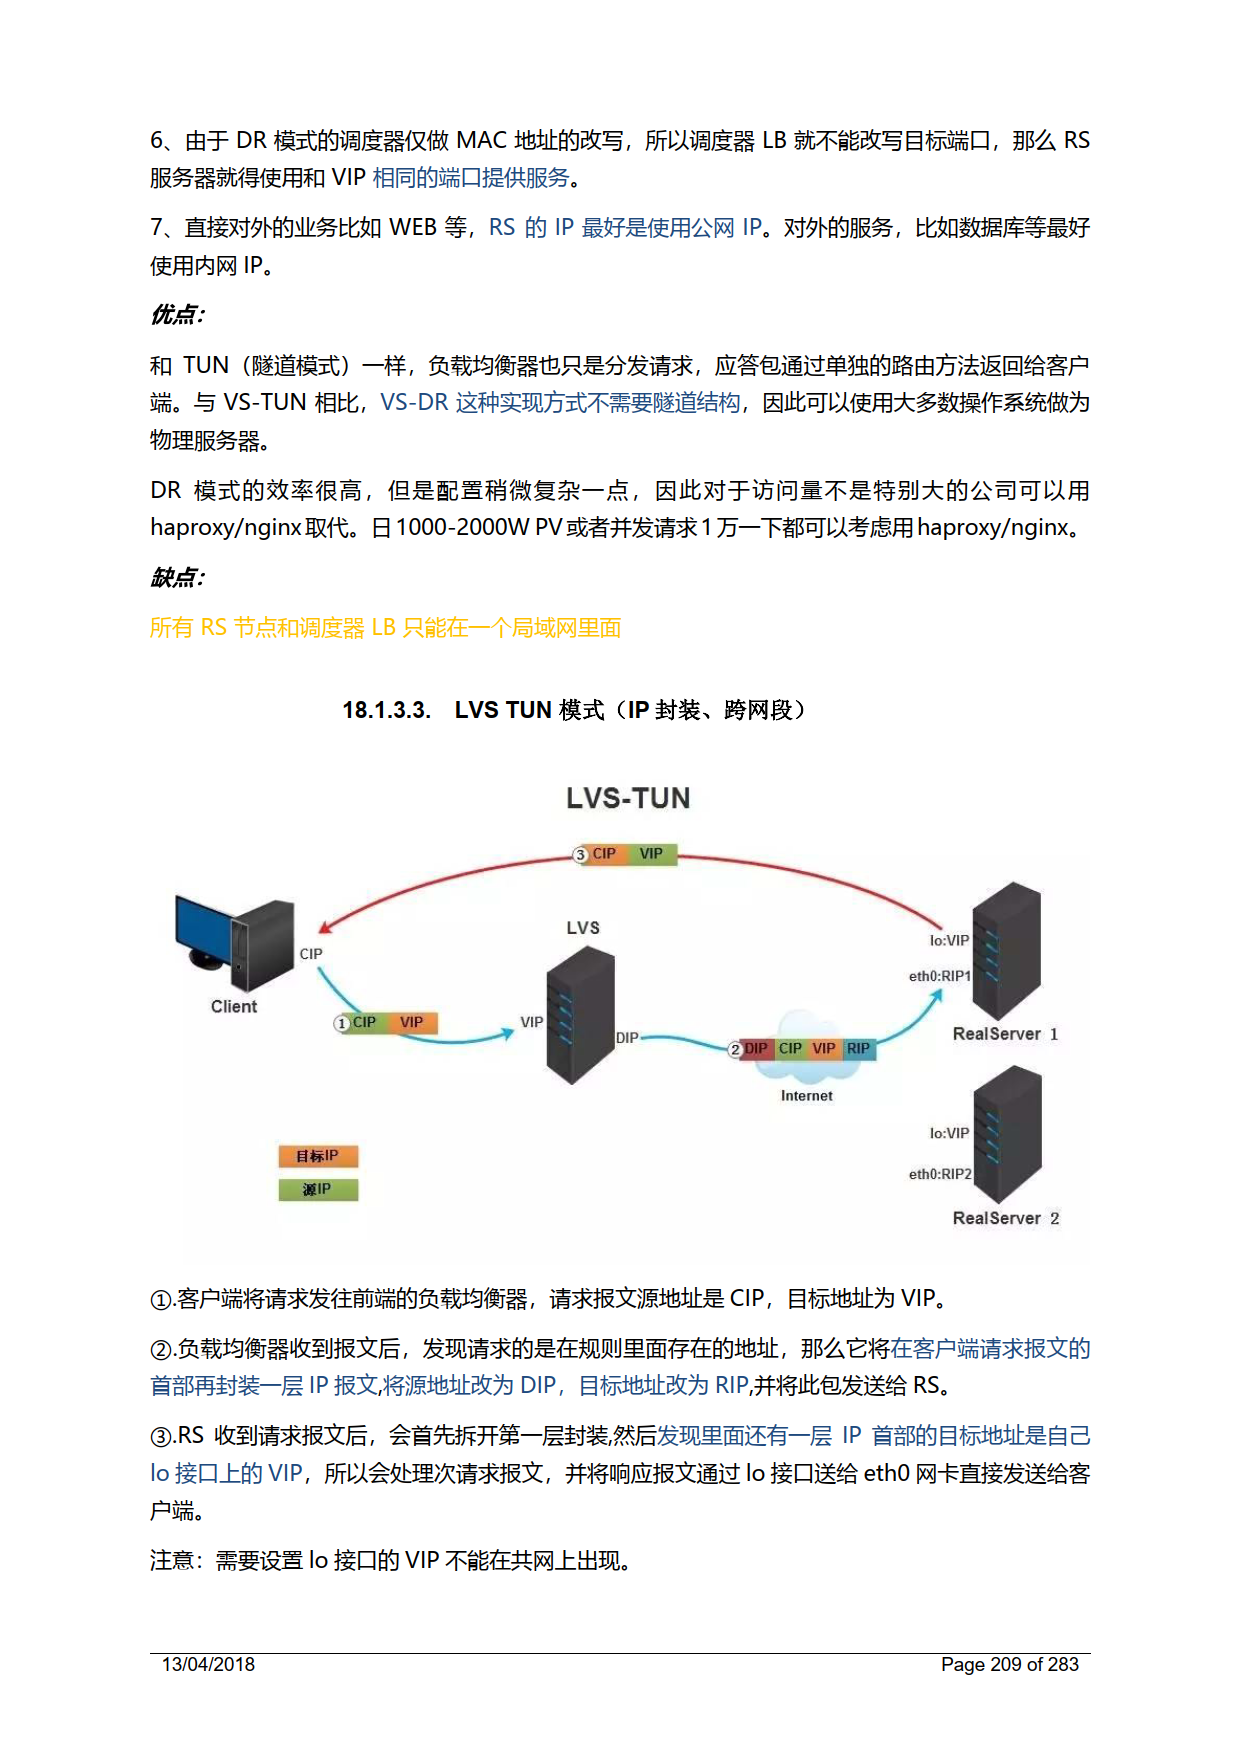 6、由于 DR 模式的调度器仅做 MAC 地址的改写，所以调度器 LB 就不能改写目标端口，那么 RS
服务器就得使用和 VIP 相同的端口提供服务。
7、直接对外的业务比如 WEB 等，RS 的 IP 最好是使用公网 IP。对外的服务，比如数据库等最好
使用内网 IP。
优点：
和 TUN（隧道模式）一样，负载均衡器也只是分发请求，应答包通过单独的路由方法返回给客户
端。与 VS-TUN 相比，VS-DR 这种实现方式不需要隧道结构，因此可以使用大多数操作系统做为
物理服务器。
DR 模式的效率很高，但是配置稍微复杂一点，因此对于访问量不是特别大的公司可以用
haproxy/nginx取代。日1000-2000W PV或者并发请求1万一下都可以考虑用haproxy/nginx。
缺点：
所有 RS 节点和调度器 LB 只能在一个局域网里面
18.1.3.3. LVS TUN 模式（IP 封装、跨网段）
LVS-TUN
③ CIP VIP
LVS
lo:VIP
CIP
eth0:RIP1
Client
① CIP VIP
VIP
DIP
② DIP CIP VIP RIP
RealServer 1
Internet
lo:VIP
目标IP
eth0:RIP2
源IP
RealServer 2
①.客户端将请求发往前端的负载均衡器，请求报文源地址是 CIP，目标地址为 VIP。
②.负载均衡器收到报文后，发现请求的是在规则里面存在的地址，那么它将在客户端请求报文的
首部再封装一层 IP 报文,将源地址改为 DIP，目标地址改为 RIP,并将此包发送给 RS。
③.RS 收到请求报文后，会首先拆开第一层封装,然后发现里面还有一层 IP 首部的目标地址是自己
lo 接口上的 VIP，所以会处理次请求报文，并将响应报文通过 lo 接口送给 eth0 网卡直接发送给客
户端。
注意：需要设置 lo 接口的 VIP 不能在共网上出现。
13/04/2018
Page 209 of 283